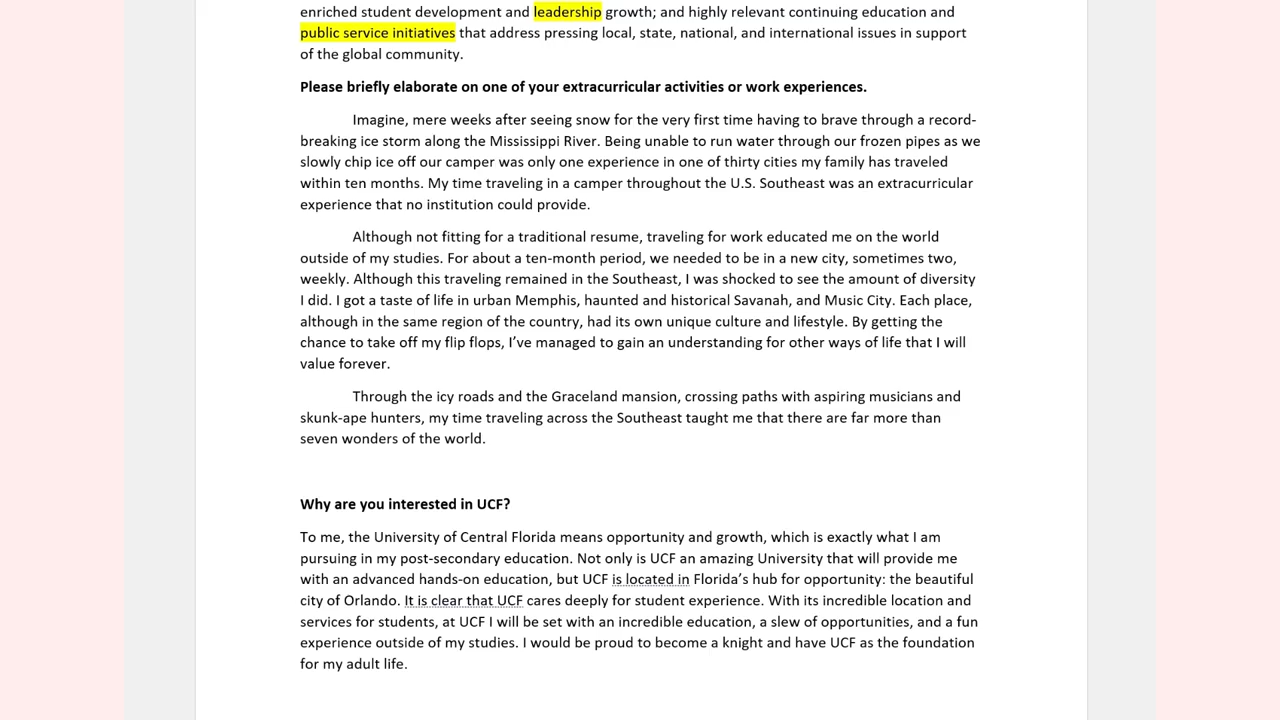 enriched student development and leadership growth; and highly relevant continuing education and
public service initiatives that address pressing local, state, national, and international issues in support
of the global community.
Please briefly elaborate on one of your extracurricular activities or work experiences.
Imagine, mere weeks after seeing snow for the very first time having to brave through a record-
breaking ice storm along the Mississippi River. Being unable to run water through our frozen pipes as we
slowly chip ice off our camper was only one experience in one of thirty cities my family has traveled
within ten months. My time traveling in a camper throughout the U.S. Southeast was an extracurricular
experience that no institution could provide.
Although not fitting for a traditional resume, traveling for work educated me on the world
outside of my studies. For about a ten-month period, we needed to be in a new city, sometimes two,
weekly. Although this traveling remained in the Southeast, I was shocked to see the amount of diversity
I did. I got a taste of life in urban Memphis, haunted and historical Savanah, and Music City. Each place,
although in the same region of the country, had its own unique culture and lifestyle. By getting the
chance to take off my flip flops, I’ve managed to gain an understanding for other ways of life that I will
value forever.
Through the icy roads and the Graceland mansion, crossing paths with aspiring musicians and
skunk-ape hunters, my time traveling across the Southeast taught me that there are far more than
seven wonders of the world.
Why are you interested in UCF?
To me, the University of Central Florida means opportunity and growth, which is exactly what I am
pursuing in my post-secondary education. Not only is UCF an amazing University that will provide me
with an advanced hands-on education, but UCF is located in Florida’s hub for opportunity: the beautiful
city of Orlando. It is clear that UCF cares deeply for student experience. With its incredible location and
services for students, at UCF I will be set with an incredible education, a slew of opportunities, and a fun
experience outside of my studies. I would be proud to become a knight and have UCF as the foundation
for my adult life.